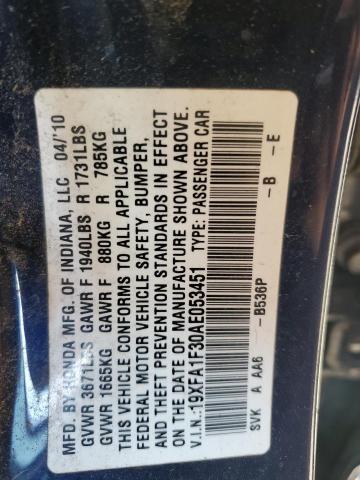 MFD. BY HONDA MFG. OF INDIANA, LLC 04/'10
GVWR 3671LBS GAWR F 1940LBS R 1731LBS
GVWR 1665KG GAWR F 880KG R 785KG
THIS VEHICLE CONFORMS TO ALL APPLICABLE
FEDERAL MOTOR VEHICLE SAFETY, BUMPER,
AND THEFT PREVENTION STANDARDS IN EFFECT
ON THE DATE OF MANUFACTURE SHOWN ABOVE.
V.I.N.:19XFA1F30AE053451 TYPE: PASSENGER CAR
-B536P -B -E
SVK A AA6